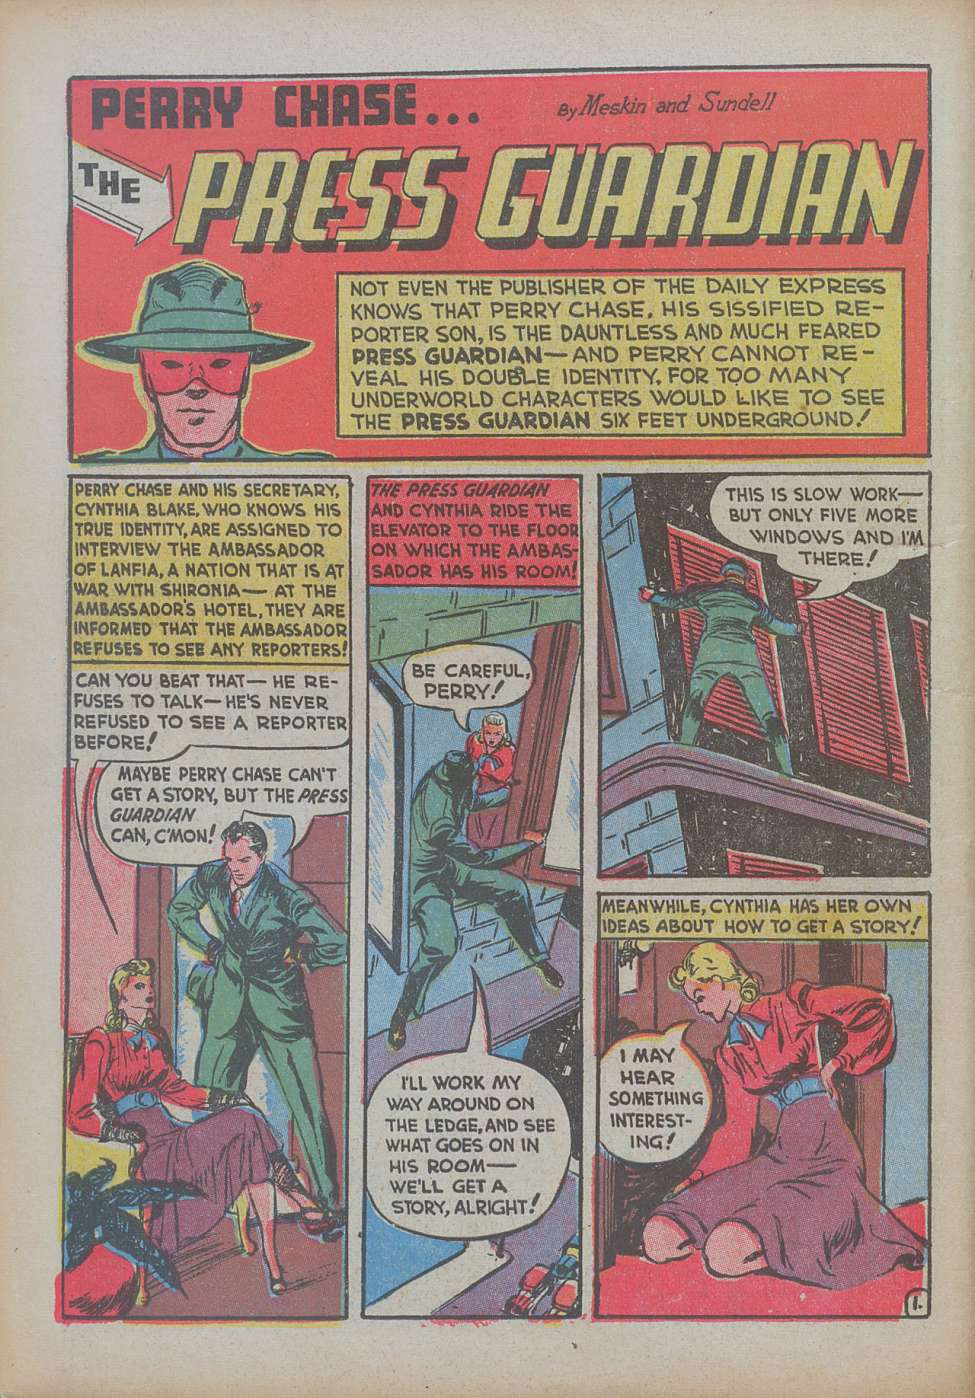 PERRY CHASE...
By Meskin and Sundell
THE
PRESS GUARDIAN
NOT EVEN THE PUBLISHER OF THE DAILY EXPRESS
KNOWS THAT PERRY CHASE, HIS SISSIFIED RE-
PORTER SON, IS THE DAUNTLESS AND MUCH FEARED
PRESS GUARDIAN—AND PERRY CANNOT RE-
VEAL HIS DOUBLE IDENTITY, FOR TOO MANY
UNDERWORLD CHARACTERS WOULD LIKE TO SEE
THE PRESS GUARDIAN SIX FEET UNDERGROUND!
PERRY CHASE AND HIS SECRETARY,
CYNTHIA BLAKE, WHO KNOWS HIS
TRUE IDENTITY, ARE ASSIGNED TO
INTERVIEW THE AMBASSADOR
OF LANFIA, A NATION THAT IS AT
WAR WITH SHIRONIA— AT THE
AMBASSADOR'S HOTEL, THEY ARE
INFORMED THAT THE AMBASSADOR
REFUSES TO SEE ANY REPORTERS!
CAN YOU BEAT THAT— HE RE-
FUSES TO TALK— HE'S NEVER
REFUSED TO SEE A REPORTER
BEFORE!
MAYBE PERRY CHASE CAN'T
GET A STORY, BUT THE PRESS
GUARDIAN
CAN, C'MON!
THE PRESS GUARDIAN
AND CYNTHIA RIDE THE
ELEVATOR TO THE FLOOR
ON WHICH THE AMBAS-
SADOR HAS HIS ROOM!
BE CAREFUL,
PERRY!
I'LL WORK MY
WAY AROUND ON
THE LEDGE, AND SEE
WHAT GOES ON IN
HIS ROOM—
WE'LL GET A
STORY, ALRIGHT!
THIS IS SLOW WORK—
BUT ONLY FIVE MORE
WINDOWS AND I'M
THERE!
MEANWHILE, CYNTHIA HAS HER OWN
IDEAS ABOUT HOW TO GET A STORY!
I MAY
HEAR
SOMETHING
INTEREST-
ING!
1.